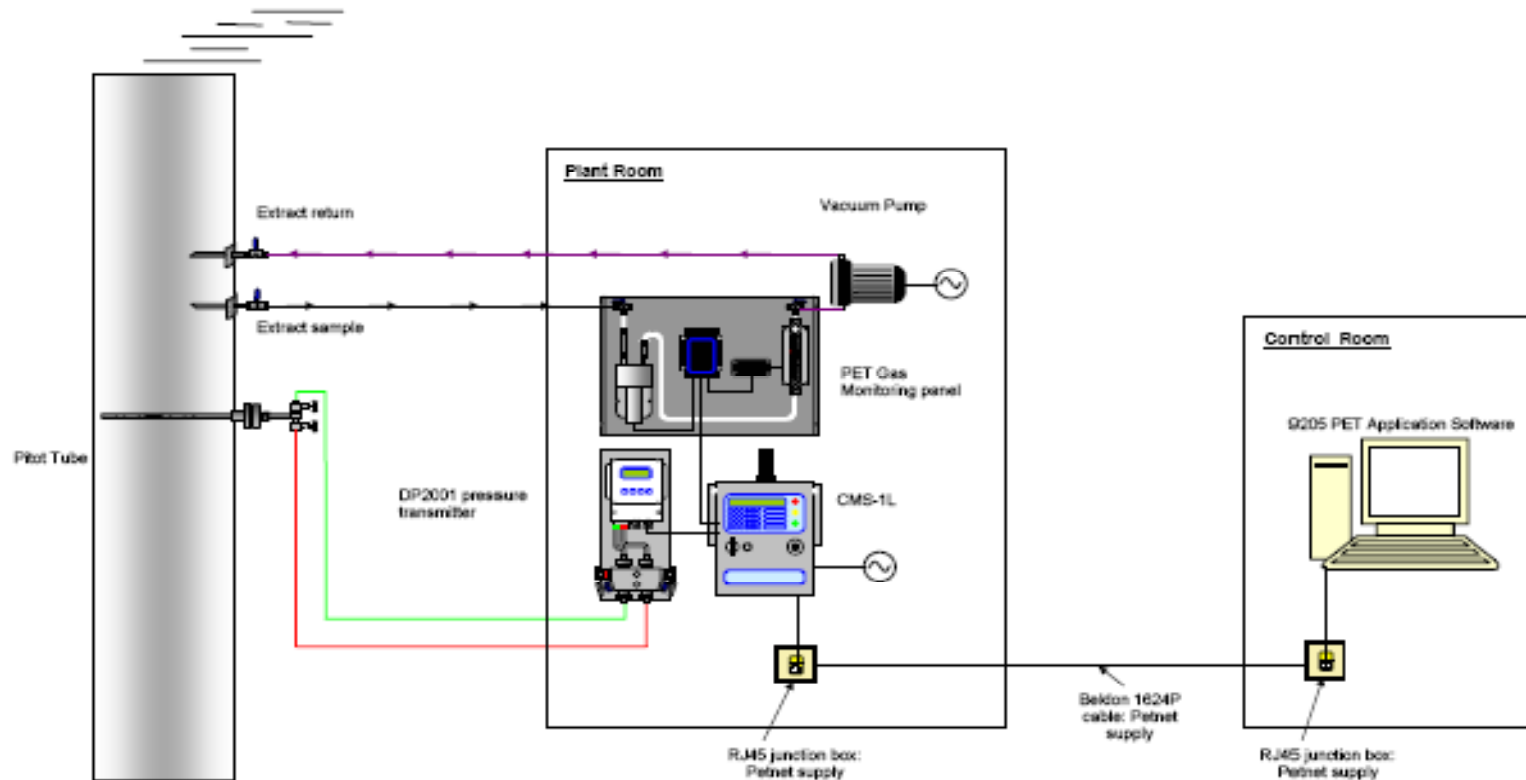 Plant Room
Vacuum Pump
Extract return
Extract sample
Control Room
PET Gas
Monitoring panel
9205 PET Application Software
Pitot Tube
DP2001 pressure
transmitter
CMS-1L
Beldon 1624P
cable: Petnet
supply
RJ45 junction box:
Petnet supply
RJ45 junction box:
Petnet supply